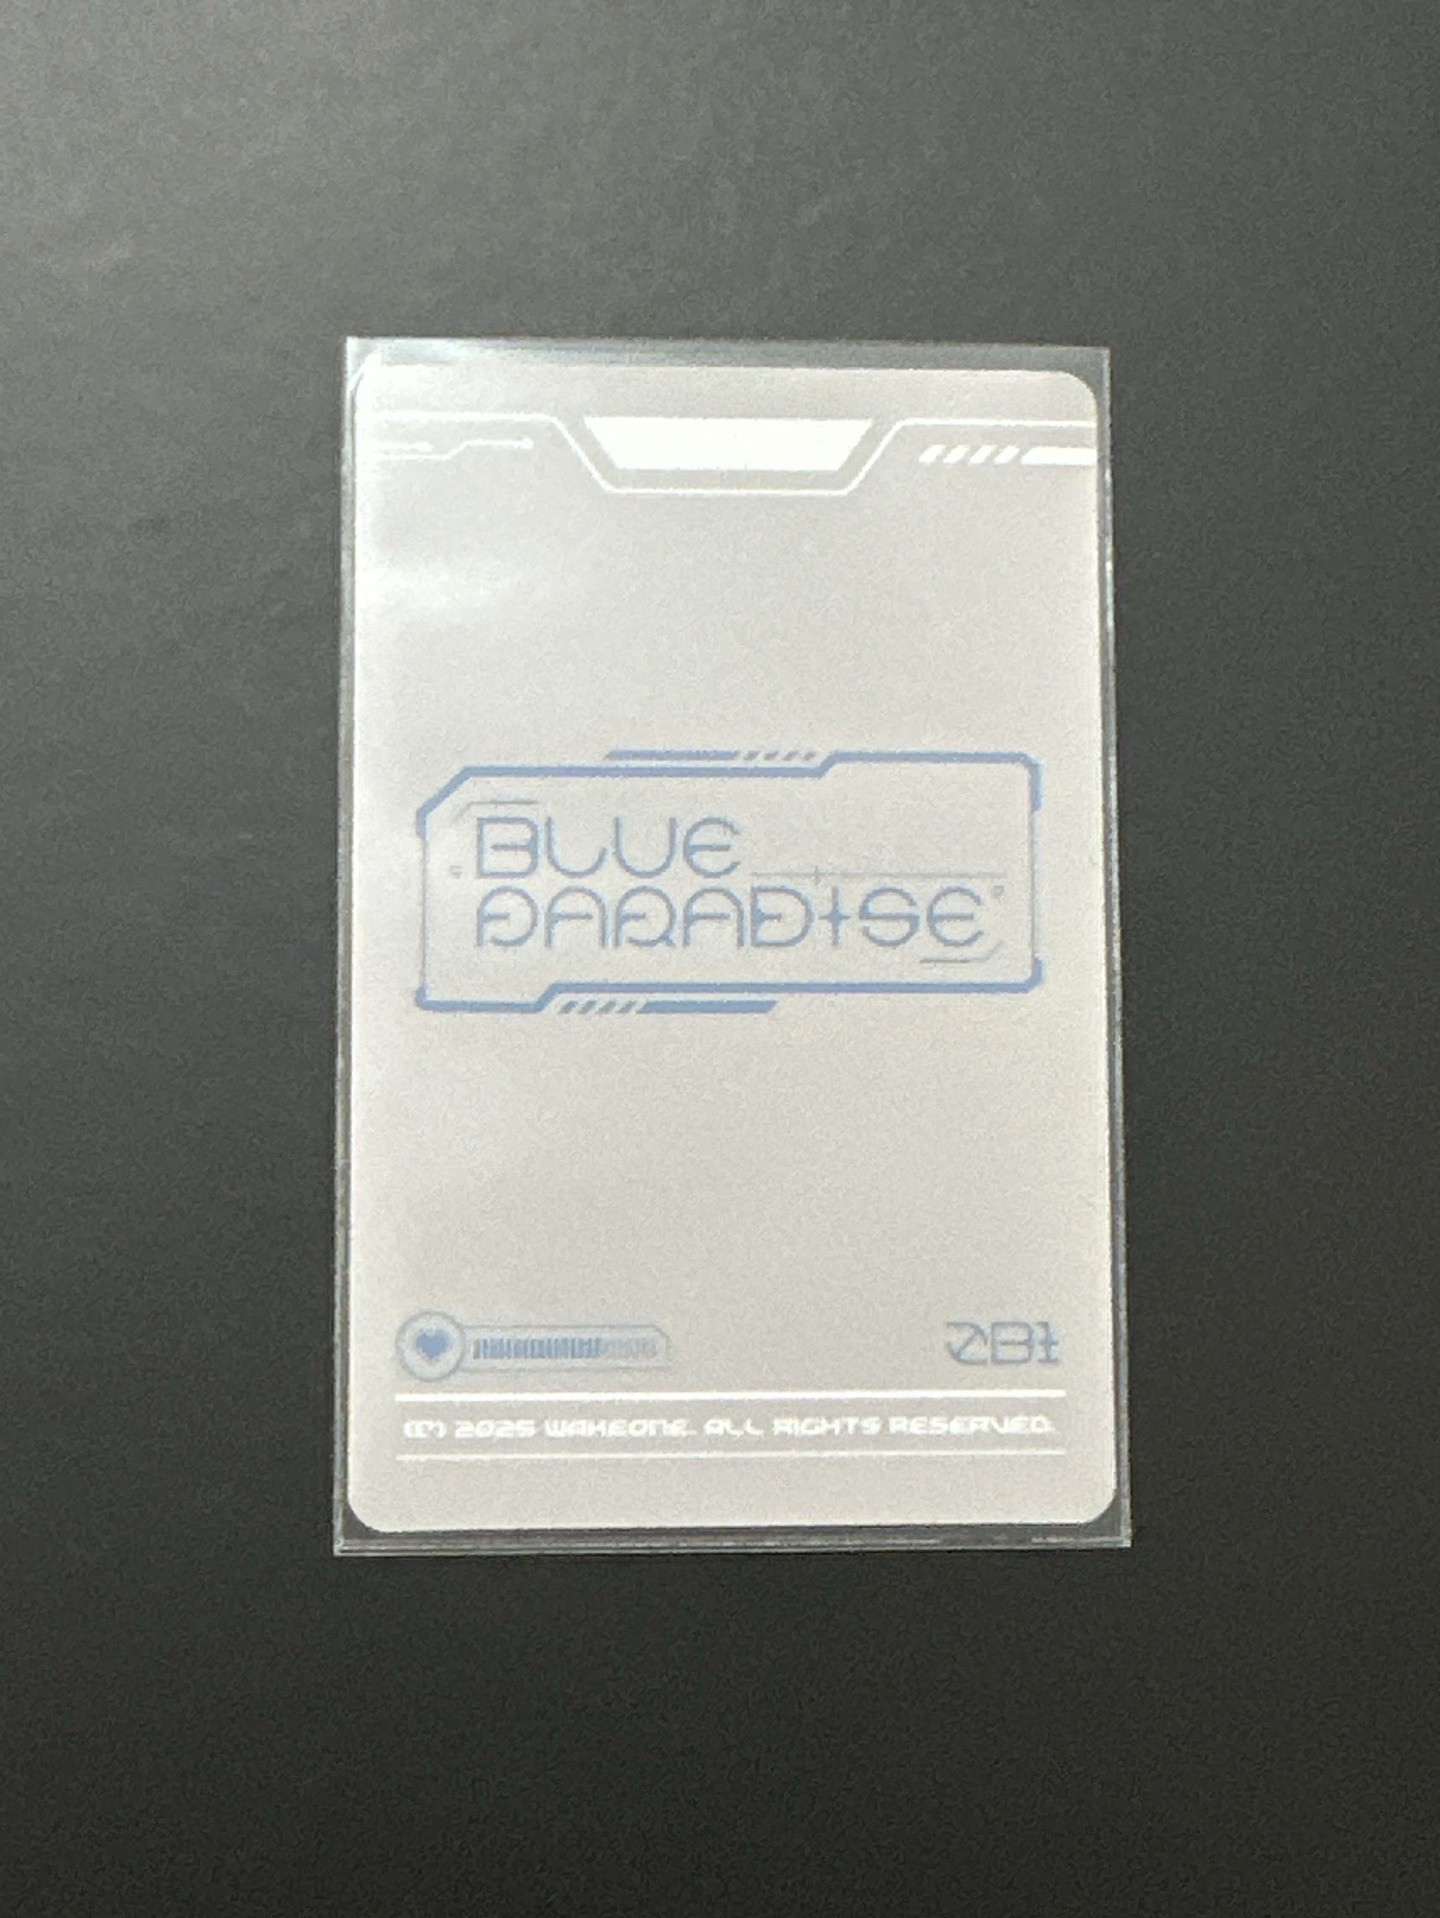 BLUE
PARADISE
ZB1
(C) 2025 WAKEONE. ALL RIGHTS RESERVED.